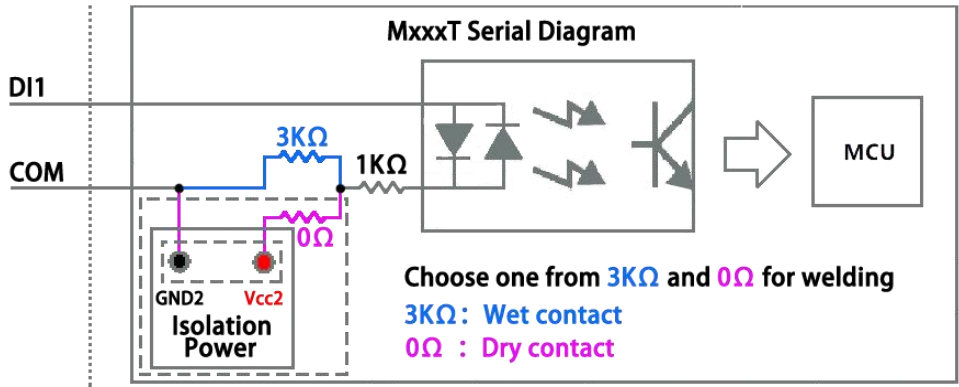 MxxxT Serial Diagram
DI1
3KΩ
COM
1KΩ
MCU
0Ω
GND2
Vcc2
Isolation
Power
Choose one from 3KΩ and 0Ω for welding
3KΩ: Wet contact
0Ω : Dry contact